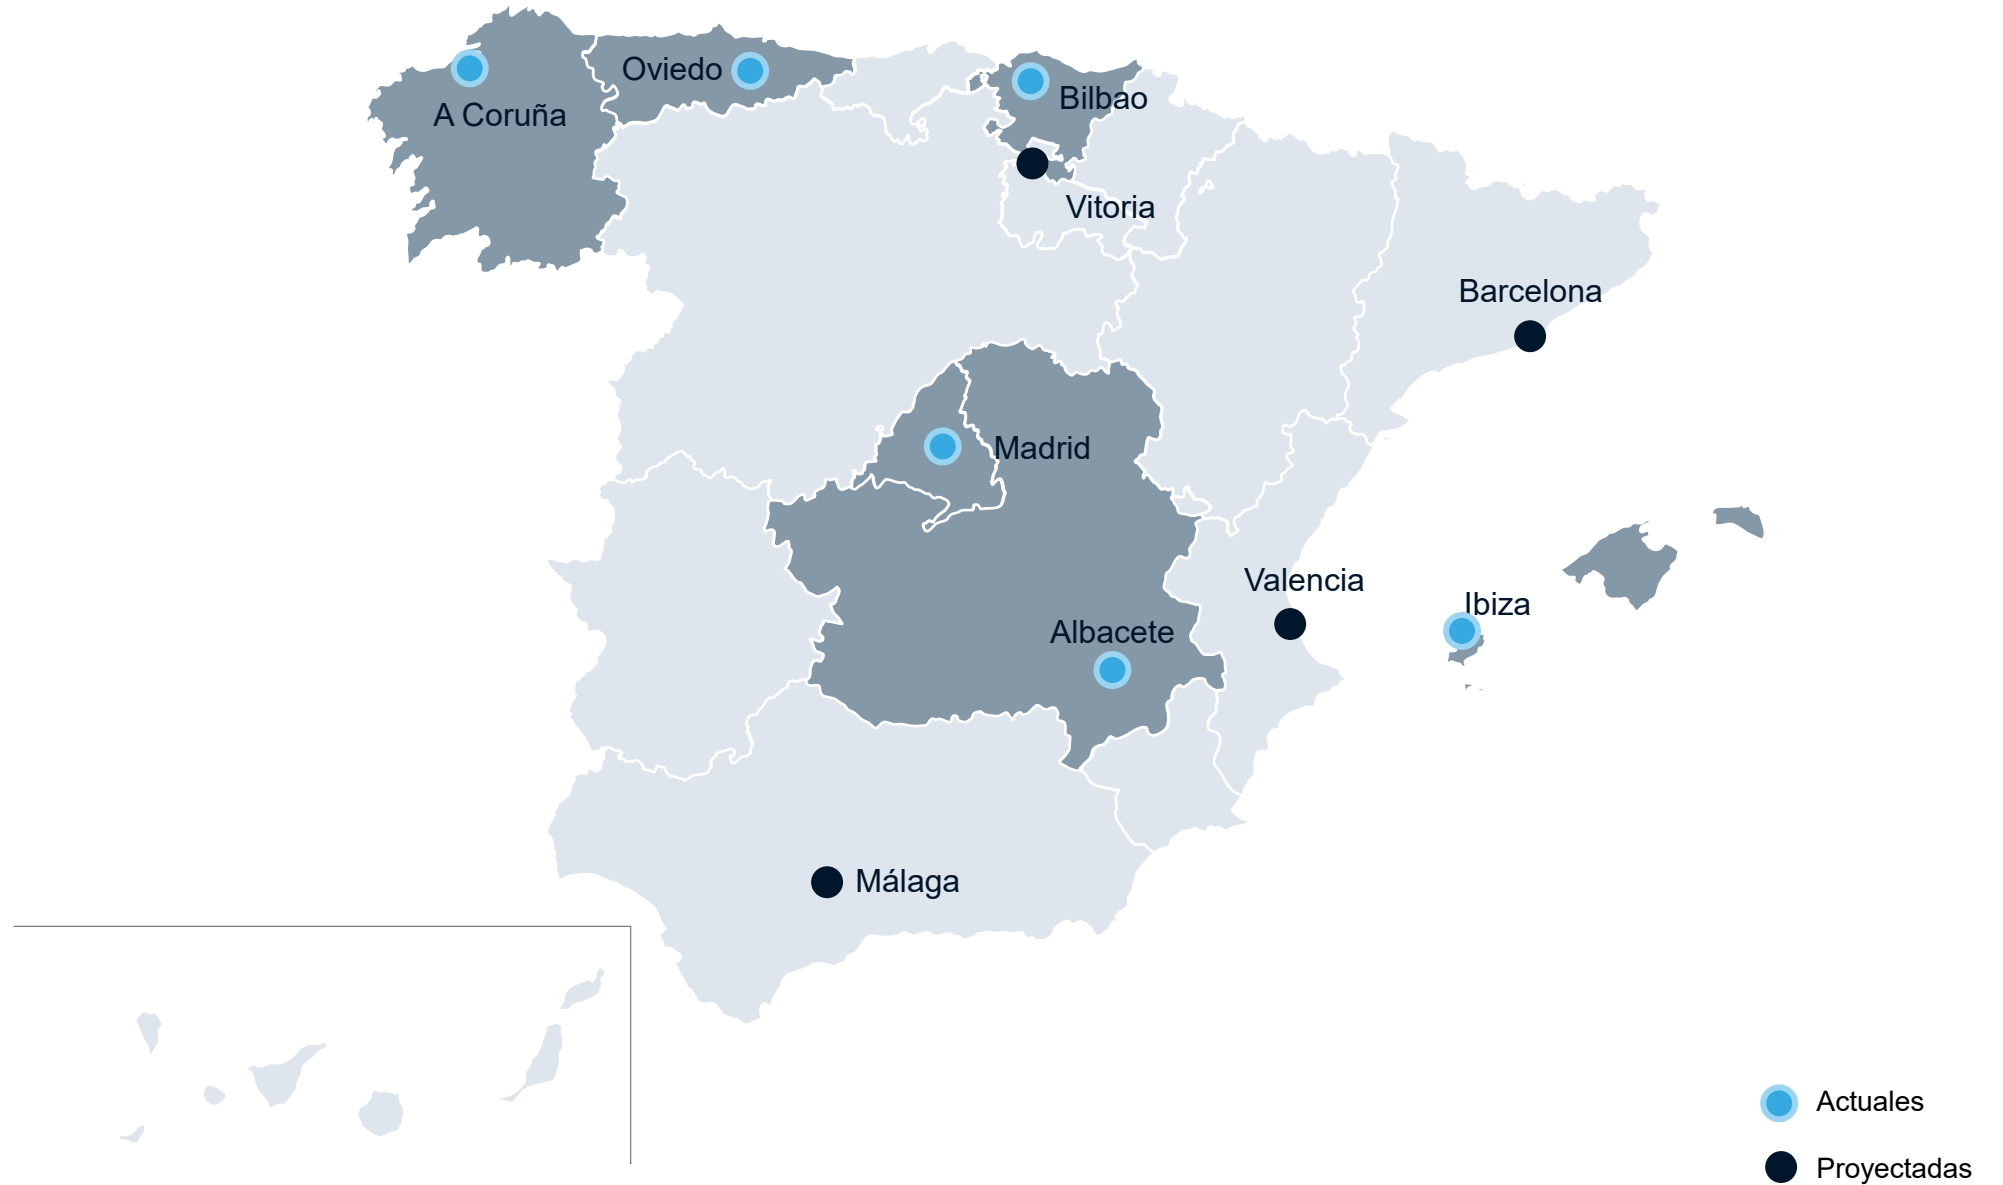 Oviedo
Bilbao
A Coruña
Vitoria
Barcelona
Madrid
Valencia
Ibiza
Albacete
Málaga
Actuales
Proyectadas